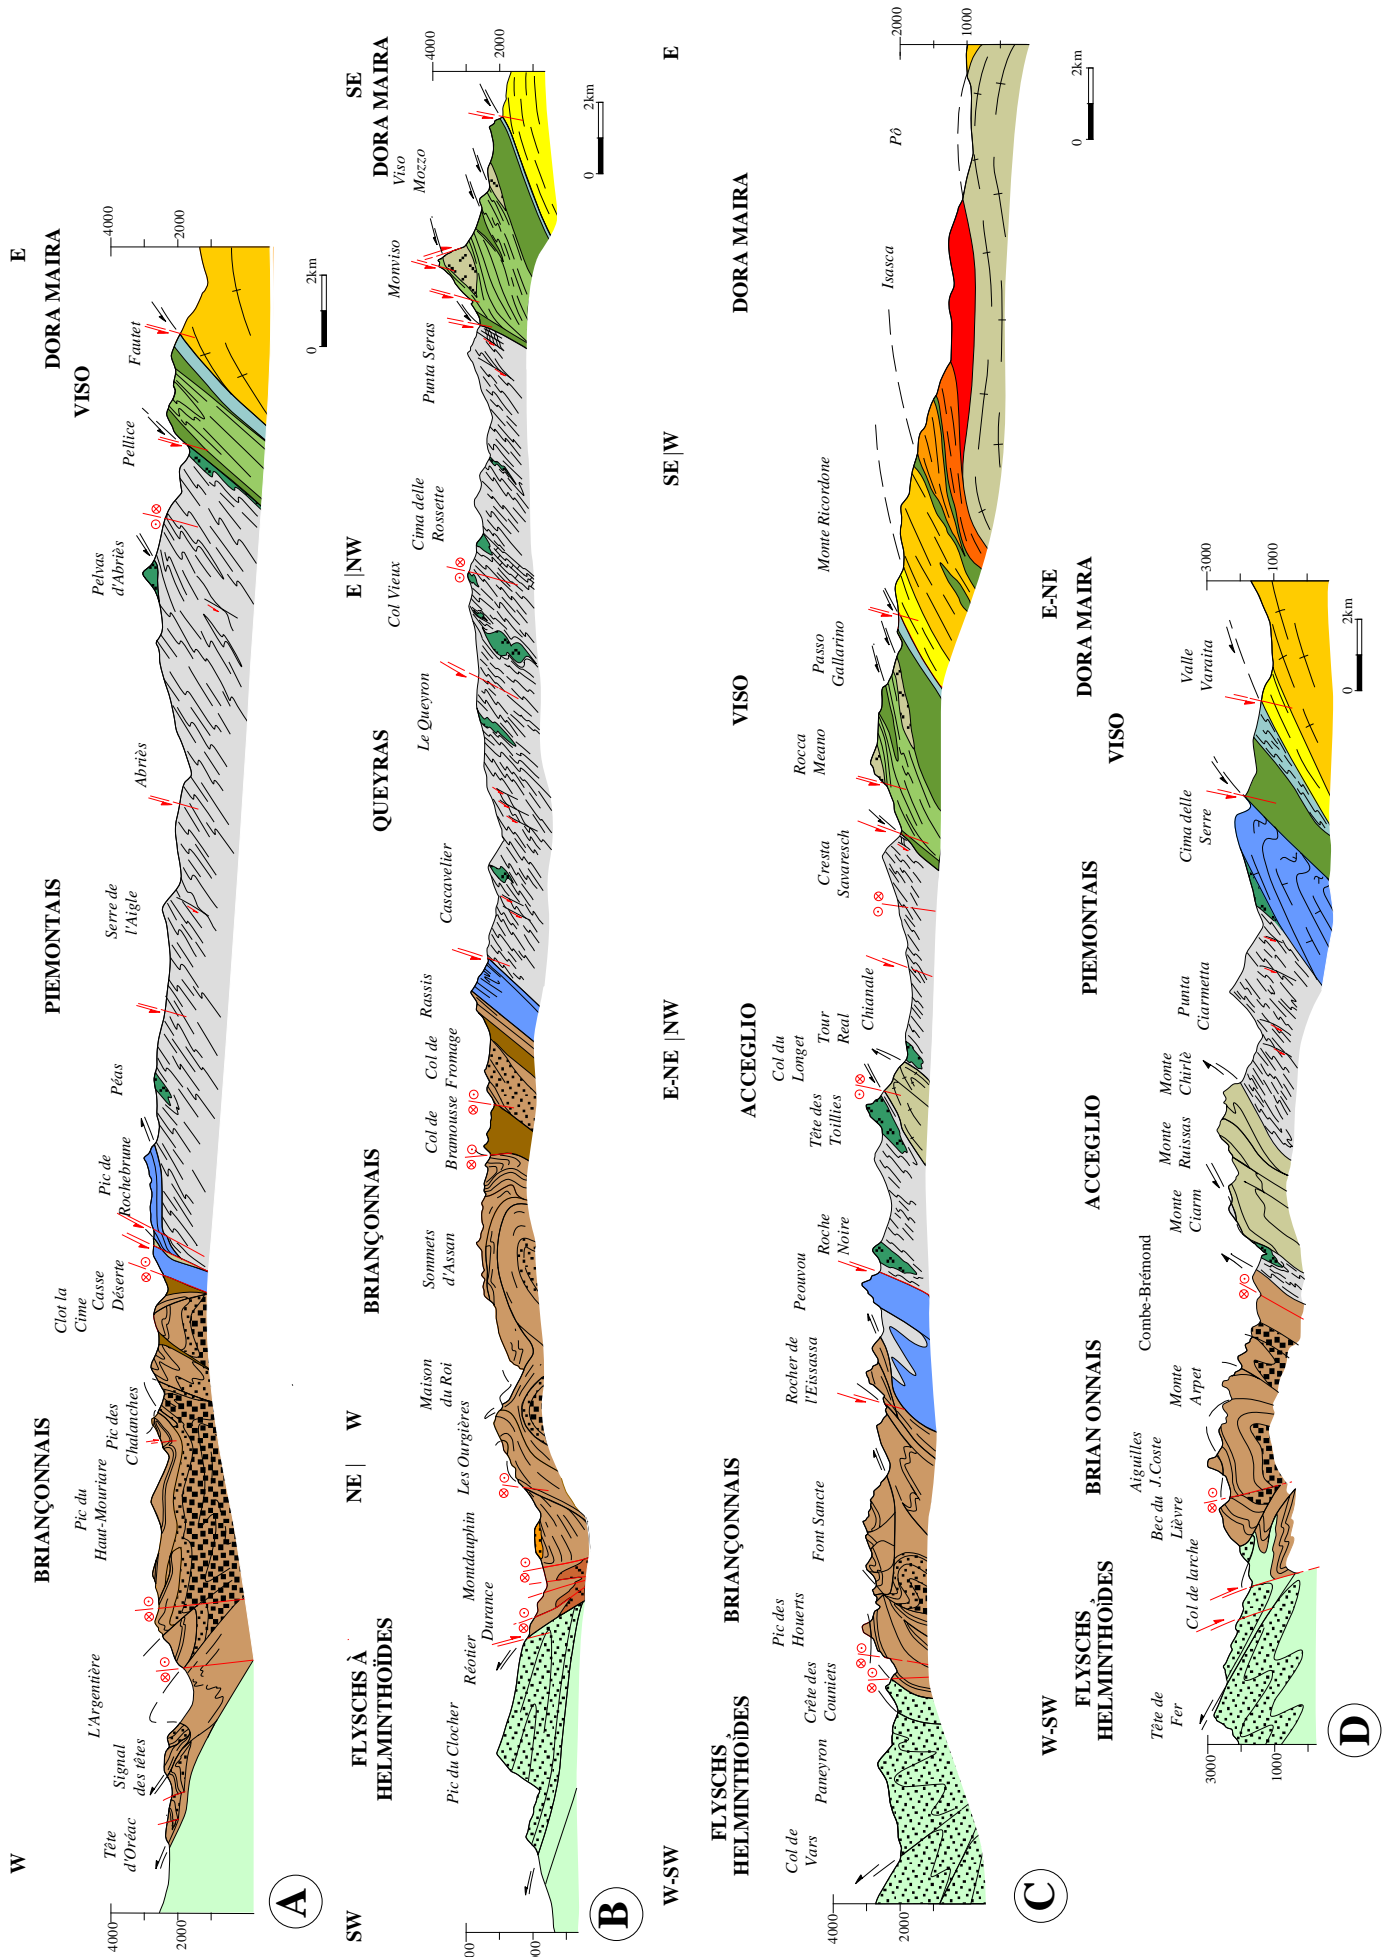 W
E
BRIANÇONNAIS
PIEMONTAIS
VISO
DORA MAIRA
4000
2000
Tête
d'Oréac
Signal
des têtes
L'Argentière
Pic du
Haut-Mouriare
Pic des
Chalanches
Clot la
Cime
Casse
Déserte
Pic de
Rochebrune
Péas
Serre de
l'Aigle
Abriès
Pelvas
d'Abriès
Pellice
Fautet
4000
2000
0
2km
A
SW
NE |
W
E |NW
SE
FLYSCHS À
HELMINTHOÏDES
BRIANÇONNAIS
QUEYRAS
DORA MAIRA
00
000
Pic du Clocher
Réotier
Durance
Montdauphin
Les Ourgières
Maison
du Roi
Sommets
d'Assan
Col de
Bramousse
Col de
Fromage
Rassis
Cascavelier
Le Queyron
Col Vieux
Cima delle
Rossette
Punta Seras
Monviso
Viso
Mozzo
4000
2000
0
2km
B
W-SW
E-NE |NW
SE|W
E
FLYSCHS
HELMINTHOÏDES
BRIANÇONNAIS
ACCEGLIO
VISO
DORA MAIRA
4000
2000
Col de
Vars
Paneyron
Crête des
Couniets
Pic des
Houerts
Font Sancte
Rocher de
l'Eissassa
Peouvou
Roche
Noire
Tête des
Toillies
Col du
Longet
Tour
Real
Chianale
Cresta
Savaresch
Rocca
Meano
Passo
Gallarino
Monte Ricordone
Isasca
Pô
2000
1000
0
2km
C
W-SW
E-NE
FLYSCHS
HELMINTHOÏDES
BRIAN ONNAIS
ACCEGLIO
PIEMONTAIS
VISO
DORA MAIRA
3000
1000
Tête de
Fer
Col de larche
Bec du
Lièvre
Aiguilles
J.Coste
Monte
Arpet
Combe-Brémond
Monte
Ciarm
Monte
Ruissas
Monte
Chirlè
Punta
Ciarmetta
Cima delle
Serre
Valle
Varaita
3000
1000
0
2km
D